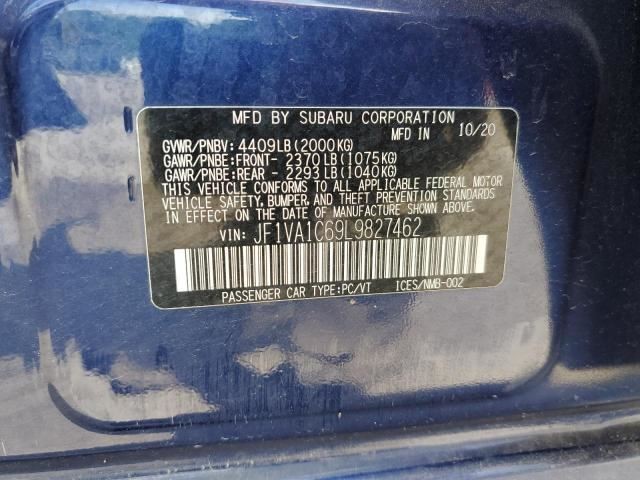 MFD BY SUBARU CORPORATION
MFD IN 10/20
GVWR/PNBV: 4409LB(2000KG)
GAWR/PNBE:FRONT- 2370LB(1075KG)
GAWR/PNBE:REAR - 2293LB(1040KG)
THIS VEHICLE CONFORMS TO ALL APPLICABLE FEDERAL MOTOR
VEHICLE SAFETY, BUMPER, AND THEFT PREVENTION STANDARDS
IN EFFECT ON THE DATE OF MANUFACTURE SHOWN ABOVE.
VIN: JF1VA1C69L9827462
PASSENGER CAR TYPE:PC/VT ICES/NMB-002